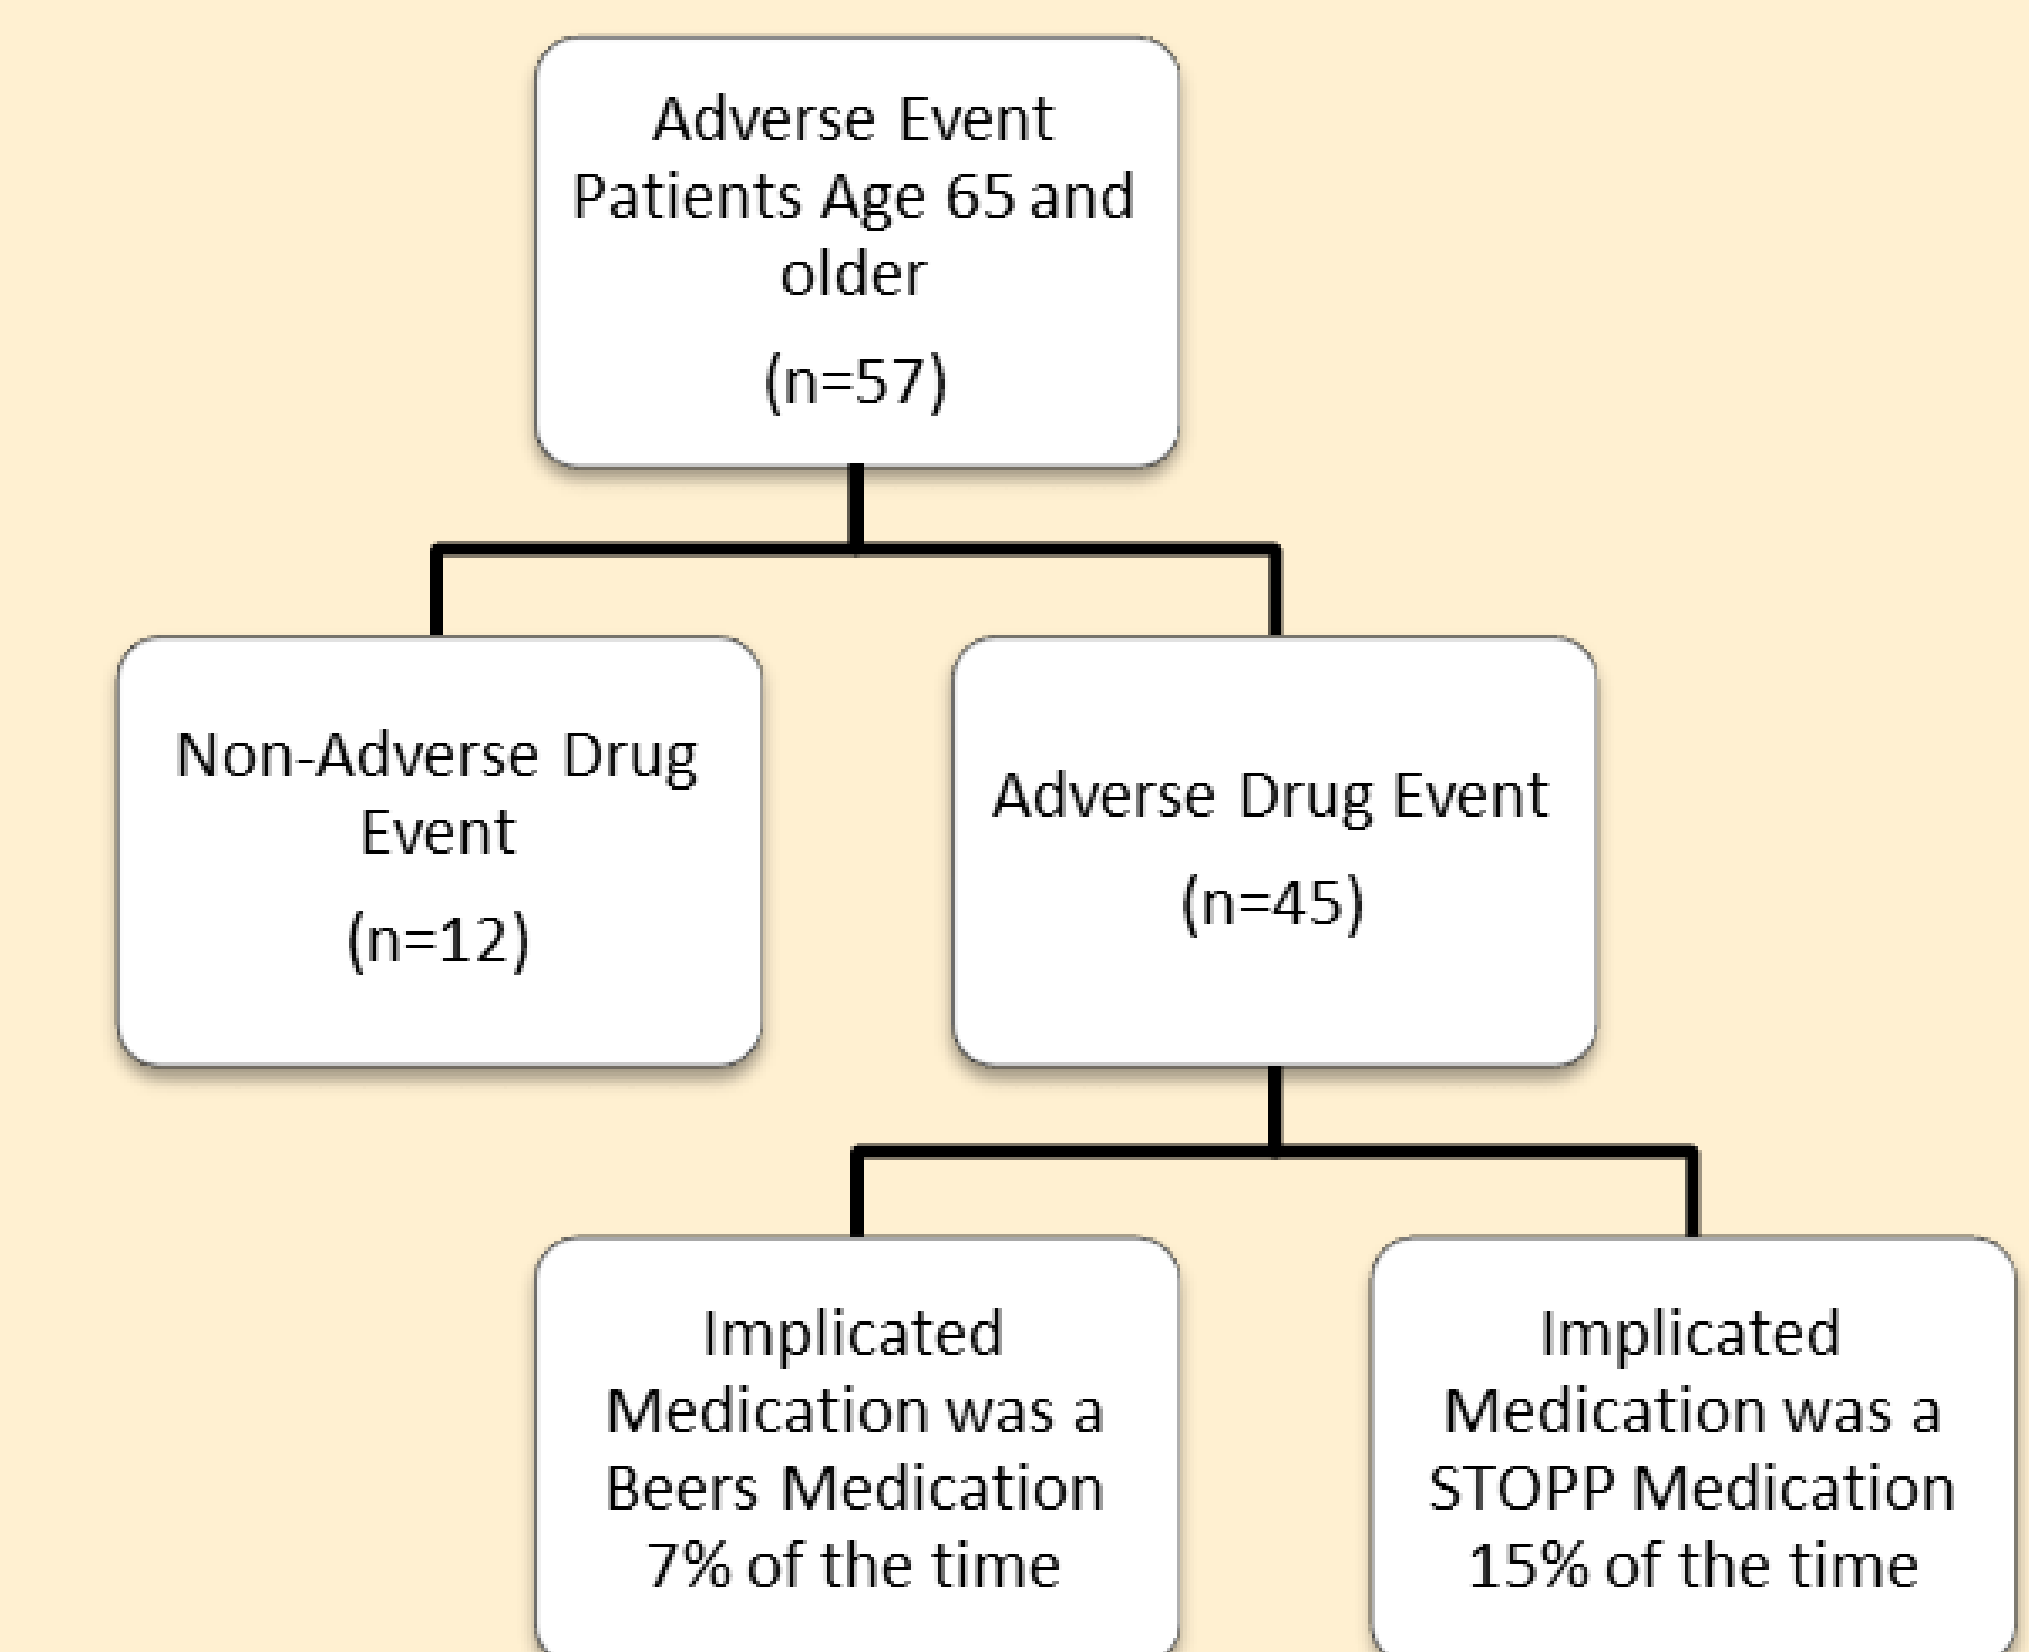 Adverse Event
Patients Age 65 and
older
(n=57)
Non-Adverse Drug
Event
(n=12)
Adverse Drug Event
(n=45)
Implicated
Medication was a
Beers Medication
7% of the time
Implicated
Medication was a
STOPP Medication
15% of the time